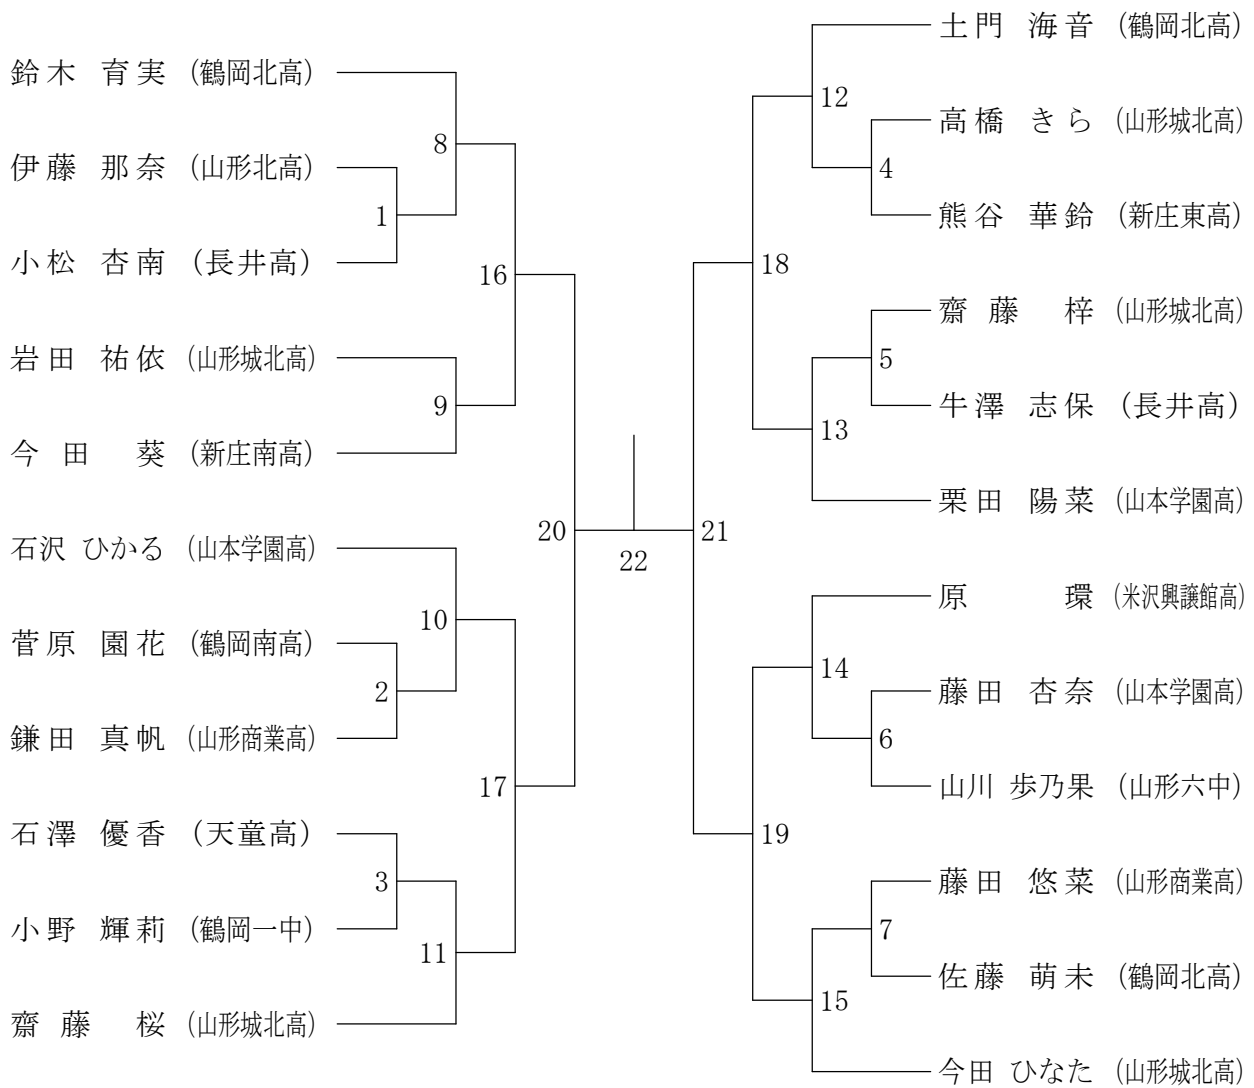 鈴木 育実 (鶴岡北高)
伊藤 那奈 (山形北高)
小松 杏南 (長井高)
岩田 祐依 (山形城北高)
今田 葵 (新庄南高)
石沢 ひかる (山本学園高)
菅原 園花 (鶴岡南高)
鎌田 真帆 (山形商業高)
石澤 優香 (天童高)
小野 輝莉 (鶴岡一中)
齋藤 桜 (山形城北高)
8
1
16
9
20
10
2
17
3
11
22
土門 海音 (鶴岡北高)
高橋 きら (山形城北高)
熊谷 華鈴 (新庄東高)
齋藤 梓 (山形城北高)
牛澤 志保 (長井高)
栗田 陽菜 (山本学園高)
原 環 (米沢興譲館高)
藤田 杏奈 (山本学園高)
山川 歩乃果 (山形六中)
藤田 悠菜 (山形商業高)
佐藤 萌未 (鶴岡北高)
今田 ひなた (山形城北高)
12
4
18
5
13
21
14
6
19
7
15